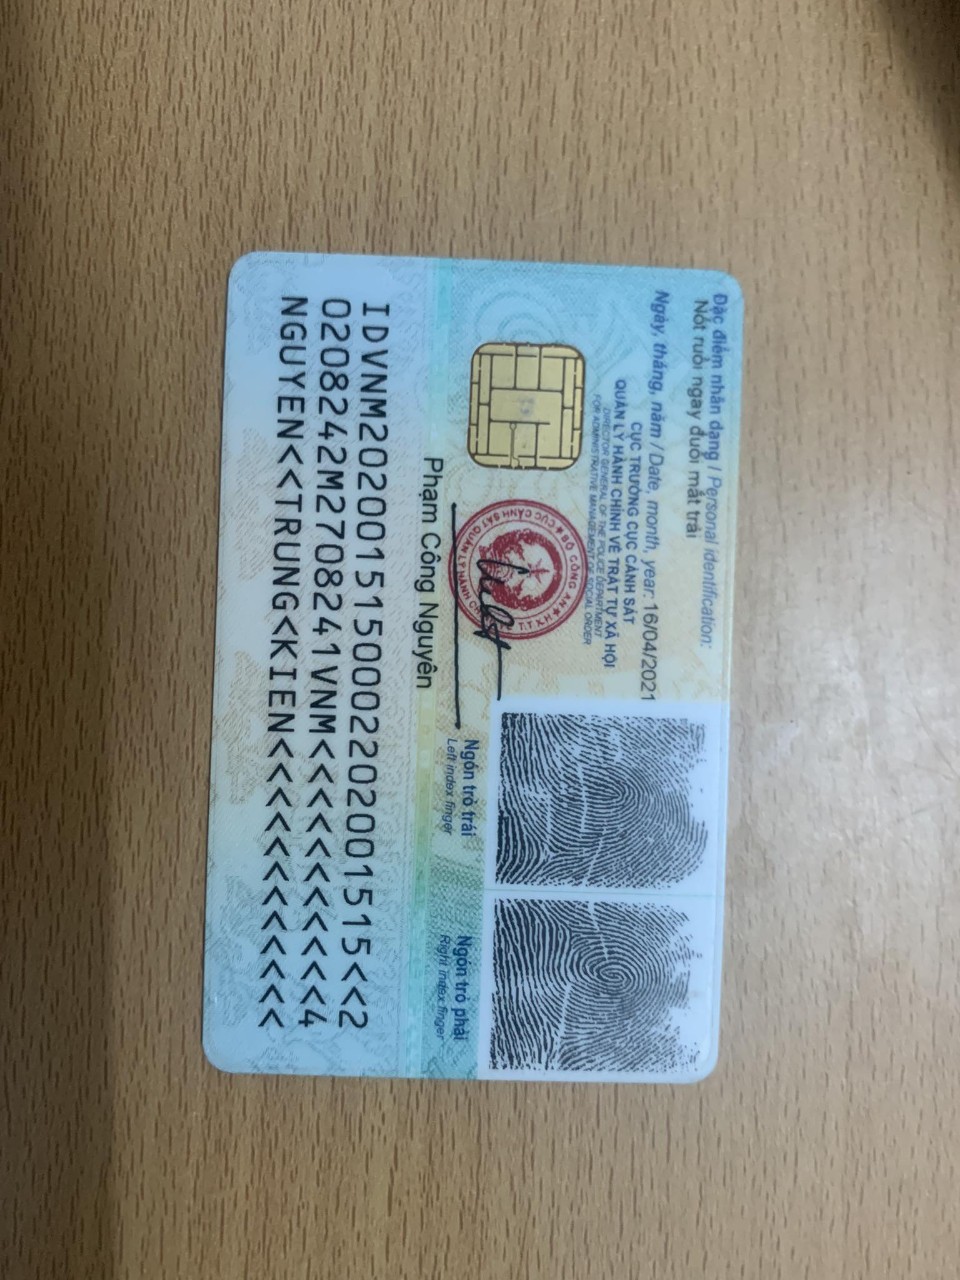 Đặc điểm nhân dạng / Personal identification:
Nốt ruồi ngay đuôi mắt trái
Ngày, tháng, năm / Date, month, year: 16/04/2021
CỤC TRƯỞNG CỤC CẢNH SÁT
QUẢN LÝ HÀNH CHÍNH VỀ TRẬT TỰ XÃ HỘI
DIRECTOR GENERAL OF THE POLICE DEPARTMENT
FOR ADMINISTRATIVE MANAGEMENT OF SOCIAL ORDER
BỘ CÔNG AN
CỤC CẢNH SÁT QUẢN LÝ HÀNH
Phạm Công Nguyên
Ngón trỏ trái
Left index finger
Ngón trỏ phải
Right index finger
IDVNM2020015150002202001515<<2
0208242M2708241VNM<<<<<<<<<<<4
NGUYEN<<TRUNG<KIEN<<<<<<<<<<<<